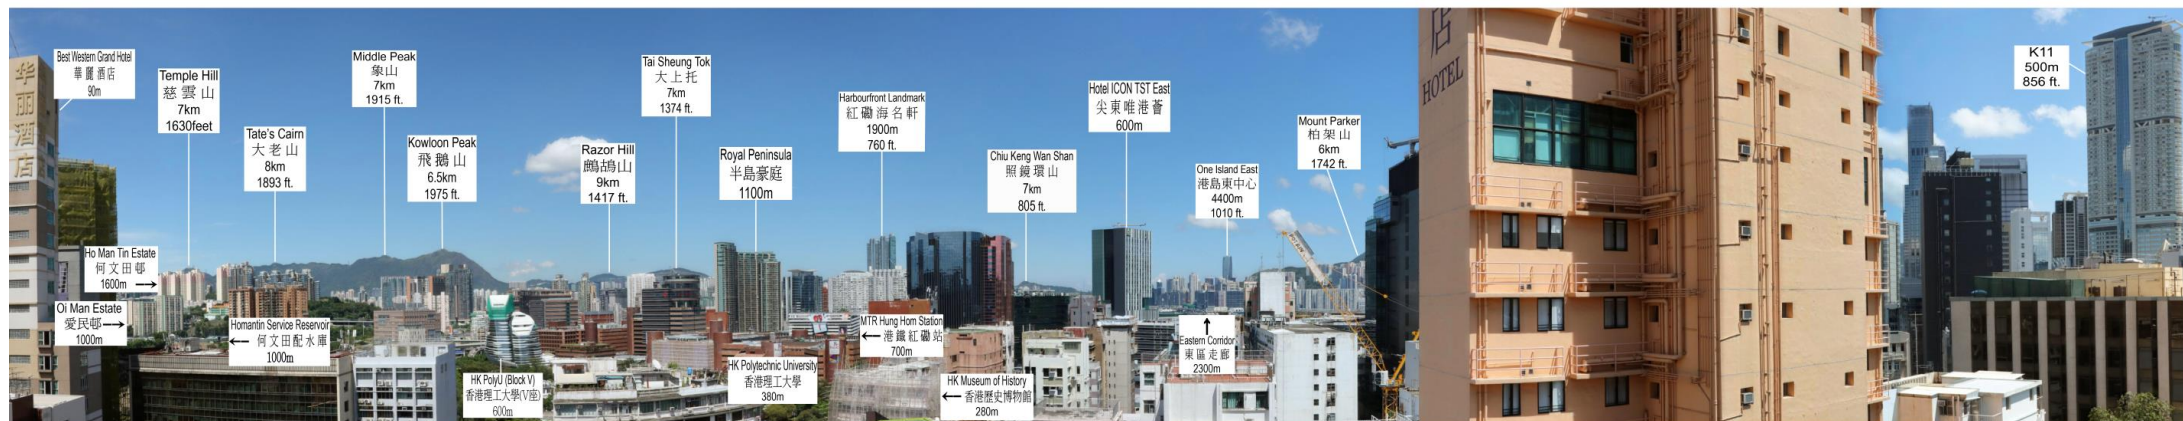 华丽酒店
Best Western Grand Hotel
華麗酒店
90m
Temple Hill
慈雲山
7km
1630feet
Tate's Cairn
大老山
8km
1893 ft.
Middle Peak
象山
7km
1915 ft.
Kowloon Peak
飛鵝山
6.5km
1975 ft.
Razor Hill
鷓鴣山
9km
1417 ft.
Tai Sheung Tok
大上托
7km
1374 ft.
Royal Peninsula
半島豪庭
1100m
Harbourfront Landmark
紅磡海名軒
1900m
760 ft.
Chiu Keng Wan Shan
照鏡環山
7km
805 ft.
Hotel ICON TST East
尖東唯港薈
600m
One Island East
港島東中心
4400m
1010 ft.
Mount Parker
柏架山
6km
1742 ft.
店
HOTEL
K11
500m
856 ft.
Ho Man Tin Estate
何文田邨
1600m →
Oi Man Estate
愛民邨 →
1000m
Homantin Service Reservoir
← 何文田配水庫
1000m
HK PolyU (Block V)
香港理工大學(V座)
600m
HK Polytechnic University
香港理工大學
380m
MTR Hung Hom Station
← 港鐵紅磡站
700m
HK Museum of History
← 香港歷史博物館
280m
↑
Eastern Corridor
東區走廊
2300m